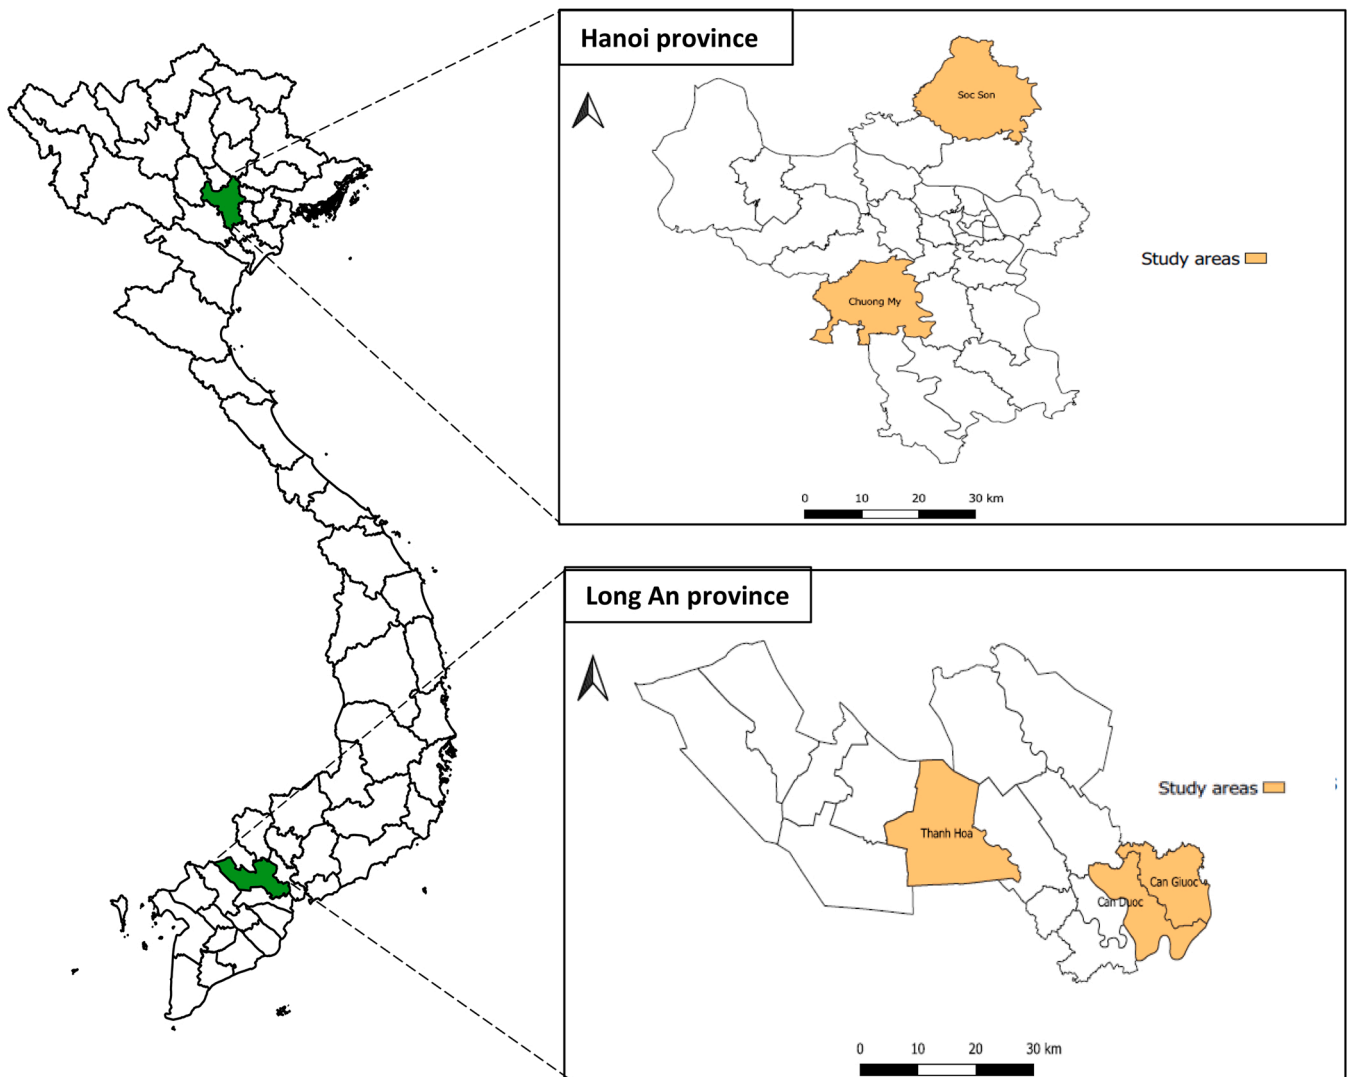 Hanoi province
Soc Son
Study areas
Chuong My
0 10 20 30 km
Long An province
Study areas
Thanh Hoa
Can Giuoc
Can Duoc
0 10 20 30 km